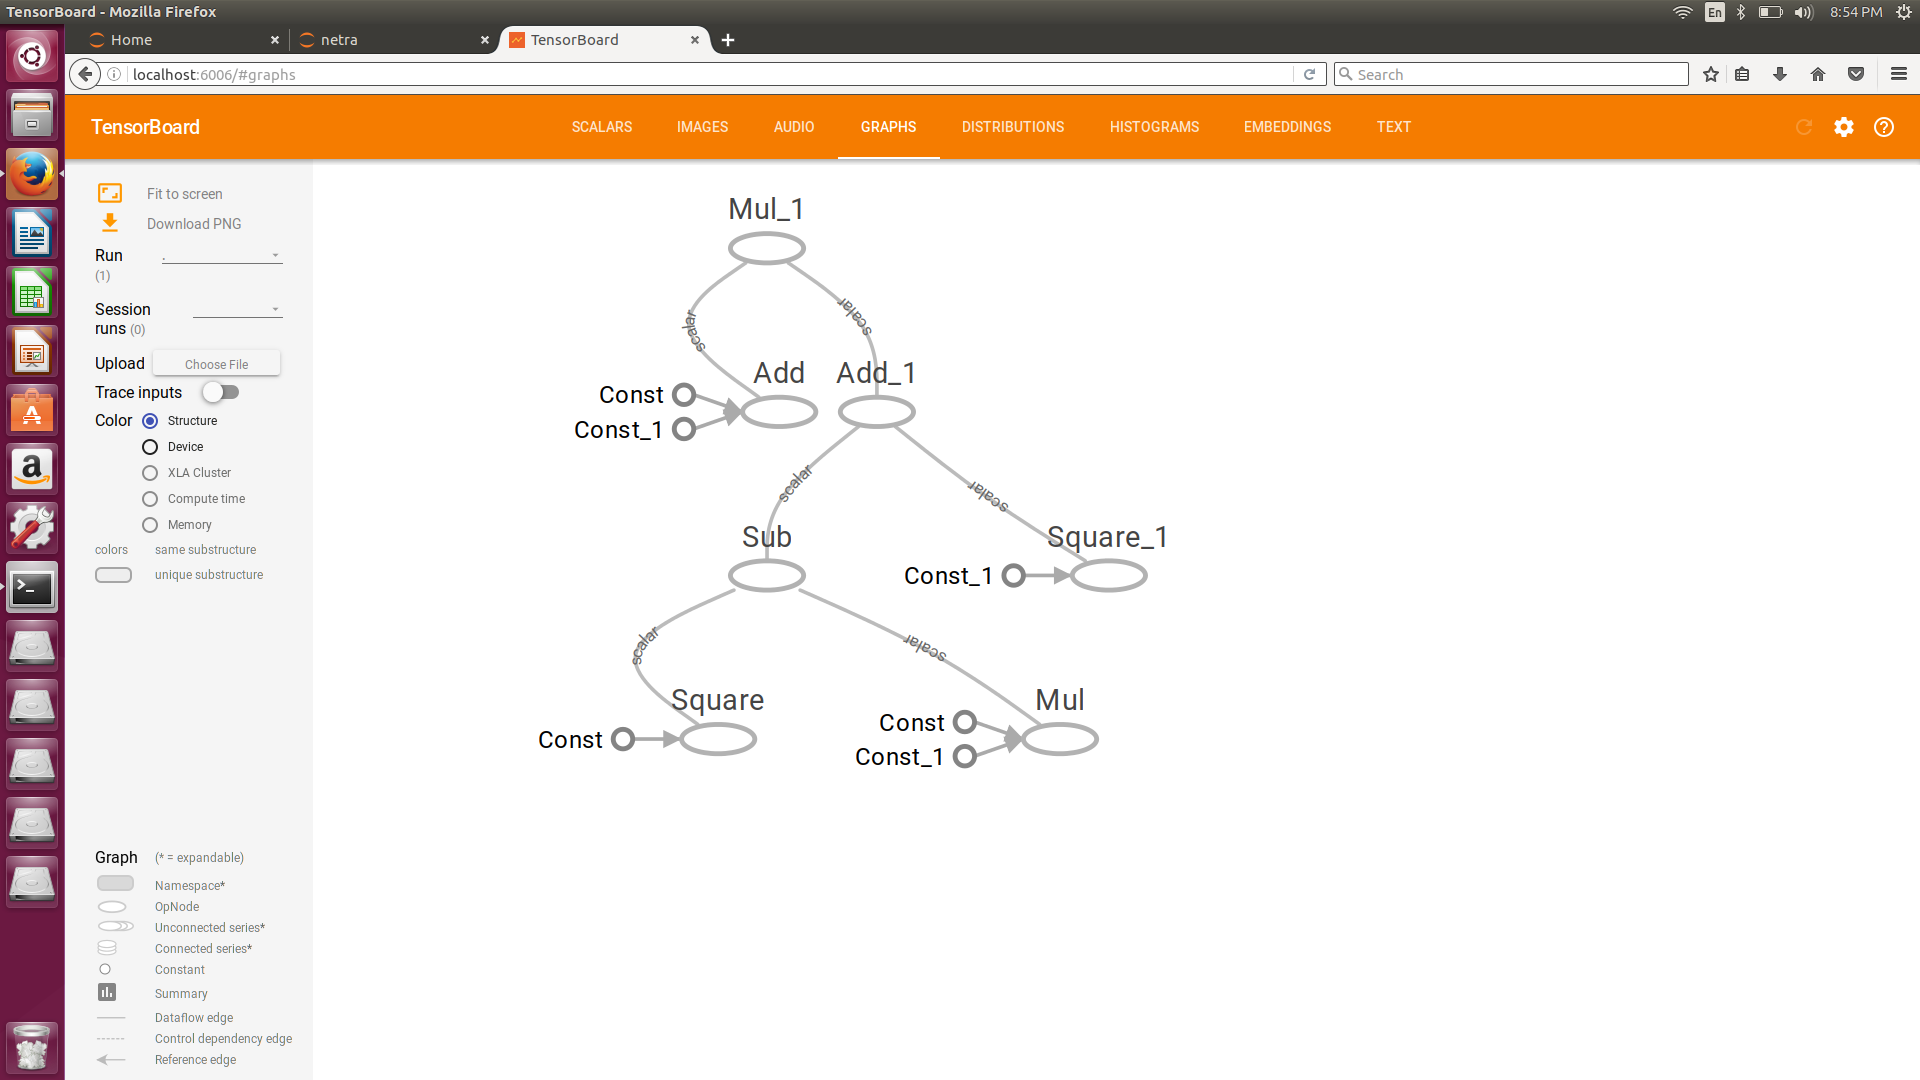 TensorBoard - Mozilla Firefox
En
8:54 PM
Home
netra
TensorBoard
localhost:6006/#graphs
Search
TensorBoard
SCALARS IMAGES AUDIO GRAPHS DISTRIBUTIONS HISTOGRAMS EMBEDDINGS TEXT
Fit to screen
Download PNG
Run
(1)
.
Session
runs (0)
Upload
Choose File
Trace inputs
Color
Structure
Device
XLA Cluster
Compute time
Memory
colors same substructure
unique substructure
Graph (* = expandable)
Namespace*
OpNode
Unconnected series*
Connected series*
Constant
Summary
Dataflow edge
Control dependency edge
Reference edge
Mul_1
scalar
scalar
Add
Add_1
Const
Const_1
scalar
scalar
Sub
Square_1
Const_1
scalar
scalar
Square
Mul
Const
Const
Const_1